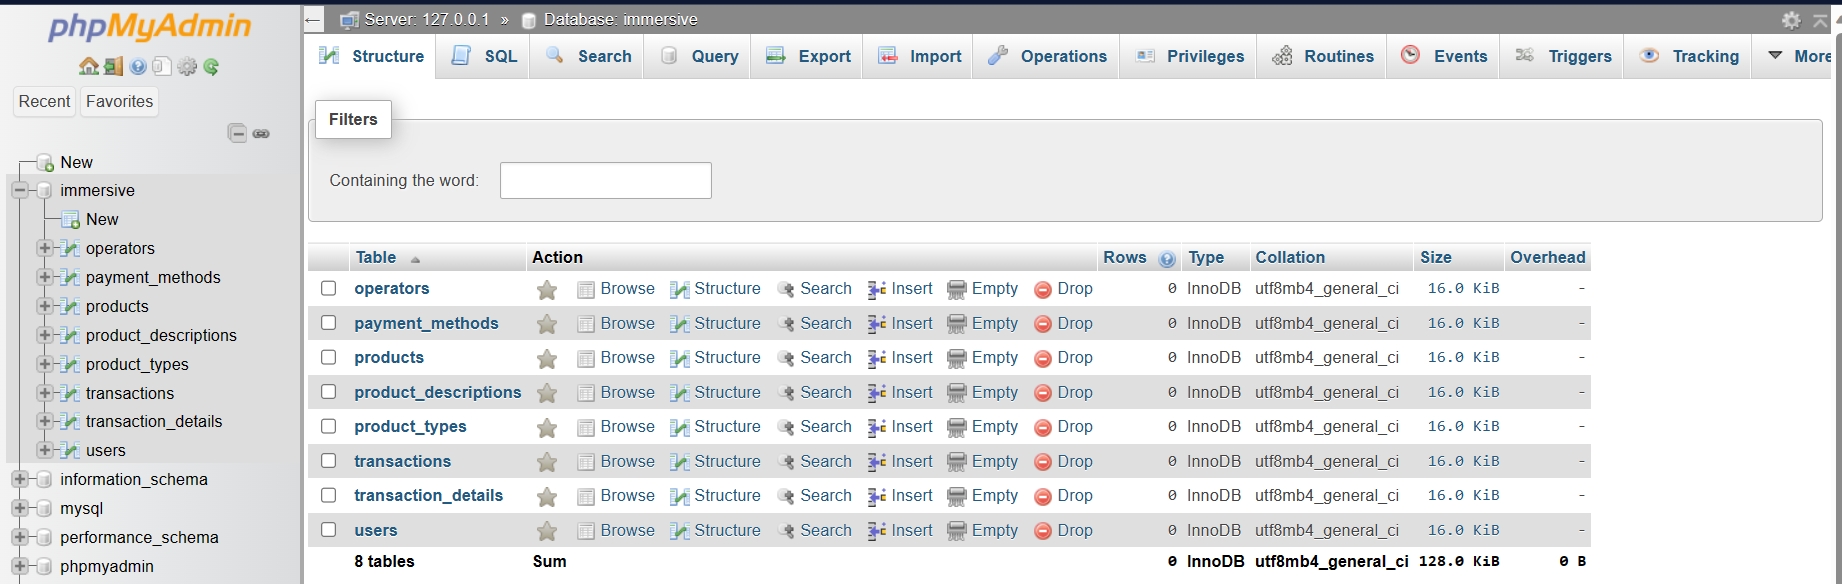 phpMyAdmin
Recent Favorites
New
immersive
New
operators
payment_methods
products
product_descriptions
product_types
transactions
transaction_details
users
information_schema
mysql
performance_schema
phpmyadmin
Server: 127.0.0.1 » Database: immersive
Structure SQL Search Query Export Import Operations Privileges Routines Events Triggers Tracking More
Filters
Containing the word:
Table Action Rows Type Collation Size Overhead
operators Browse Structure Search Insert Empty Drop 0 InnoDB utf8mb4_general_ci 16.0 KiB -
payment_methods Browse Structure Search Insert Empty Drop 0 InnoDB utf8mb4_general_ci 16.0 KiB -
products Browse Structure Search Insert Empty Drop 0 InnoDB utf8mb4_general_ci 16.0 KiB -
product_descriptions Browse Structure Search Insert Empty Drop 0 InnoDB utf8mb4_general_ci 16.0 KiB -
product_types Browse Structure Search Insert Empty Drop 0 InnoDB utf8mb4_general_ci 16.0 KiB -
transactions Browse Structure Search Insert Empty Drop 0 InnoDB utf8mb4_general_ci 16.0 KiB -
transaction_details Browse Structure Search Insert Empty Drop 0 InnoDB utf8mb4_general_ci 16.0 KiB -
users Browse Structure Search Insert Empty Drop 0 InnoDB utf8mb4_general_ci 16.0 KiB -
8 tables Sum 0 InnoDB utf8mb4_general_ci 128.0 KiB 0 B